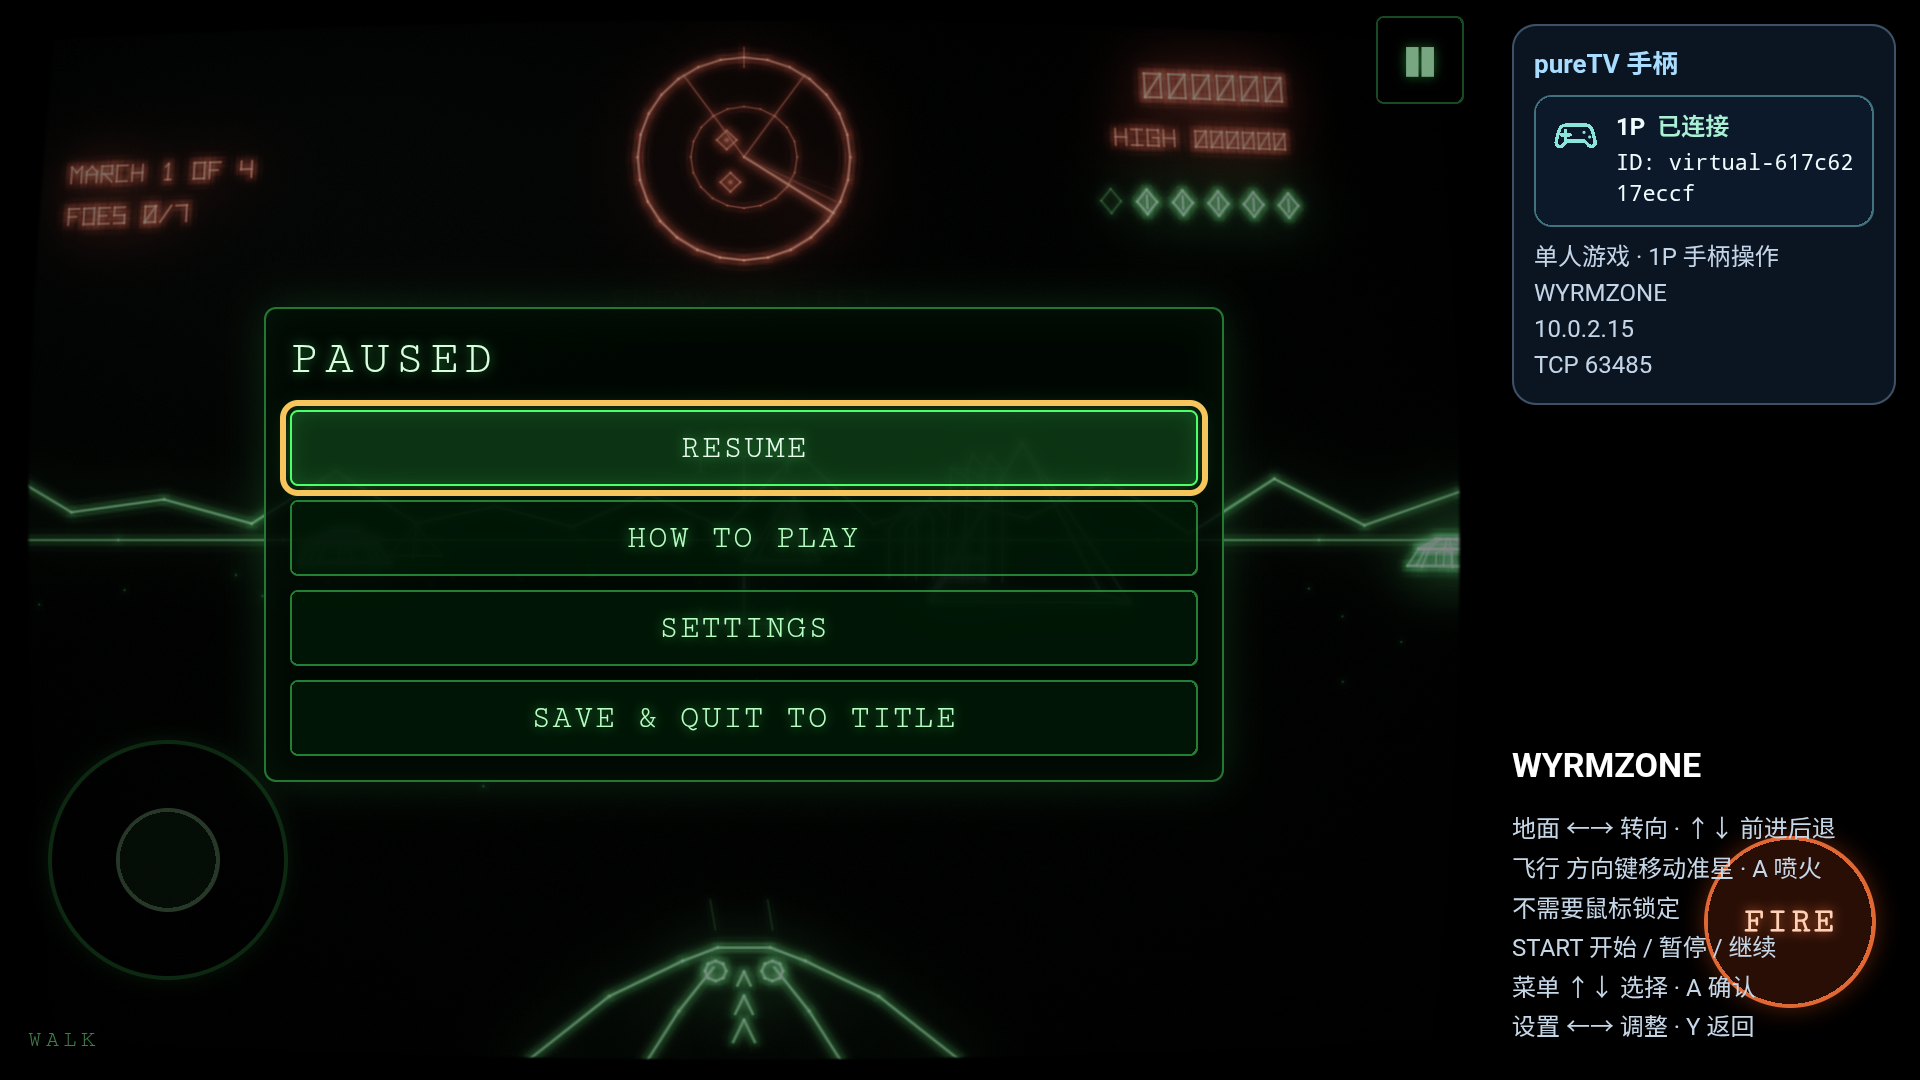 MARCH 1 OF 4
FOES 0/7
000000
HIGH 000000
PAUSED
RESUME
HOW TO PLAY
SETTINGS
SAVE & QUIT TO TITLE
WALK
pureTV 手柄
1P 已连接
ID: virtual-617c62
17eccf
单人游戏 · 1P 手柄操作
WYRMZONE
10.0.2.15
TCP 63485
WYRMZONE
地面 ←→ 转向 · ↑↓ 前进后退
飞行 方向键移动准星 · A 喷火
不需要鼠标锁定
FIRE
START 开始 / 暂停 / 继续
菜单 ↑↓ 选择 · A 确认
设置 ←→ 调整 · Y 返回